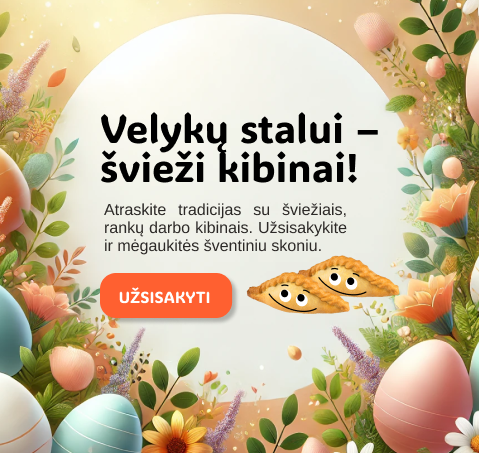 Velykų stalui –
švieži kibinai!
Atraskite tradicijas su šviežiais,
rankų darbo kibinais. Užsisakykite
ir mėgaukitės šventiniu skoniu.
UŽSISAKYTI